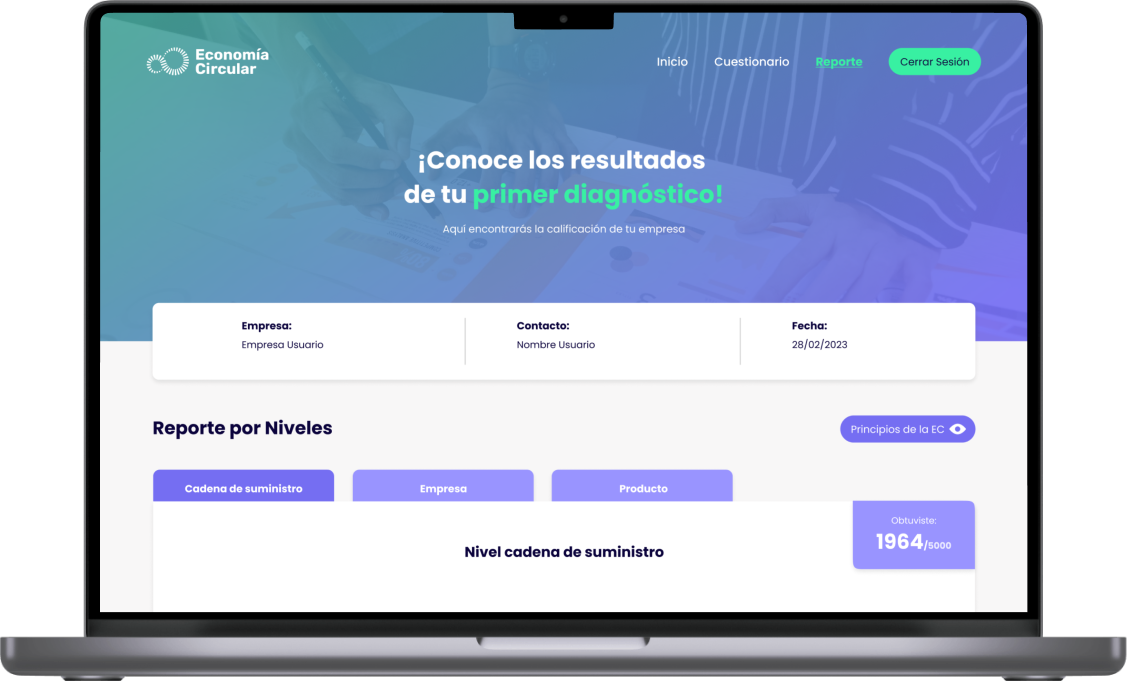 Economía
Circular
Inicio
Cuestionario
Reporte
Cerrar Sesión
¡Conoce los resultados
de tu primer diagnóstico!
Aquí encontrarás la calificación de tu empresa
Empresa:
Empresa Usuario
Contacto:
Nombre Usuario
Fecha:
28/02/2023
Reporte por Niveles
Principios de la EC
Cadena de suministro
Empresa
Producto
Obtuviste:
1964/5000
Nivel cadena de suministro